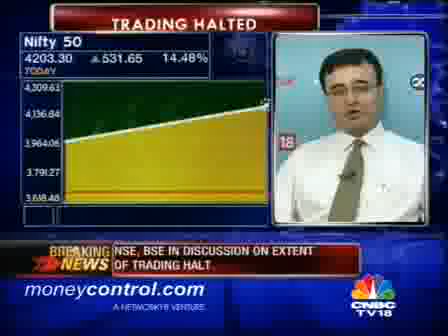 TRADING HALTED
Nifty 50
4203.30 531.65 14.48%
TODAY
4,309.63
4,136.84
3,964.06
3,791.27
3,618.48
18
BREAKING NEWS
NSE, BSE IN DISCUSSION ON EXTENT
OF TRADING HALT.
moneycontrol.com
A NETWORK18 VENTURE
CNBC
TV18